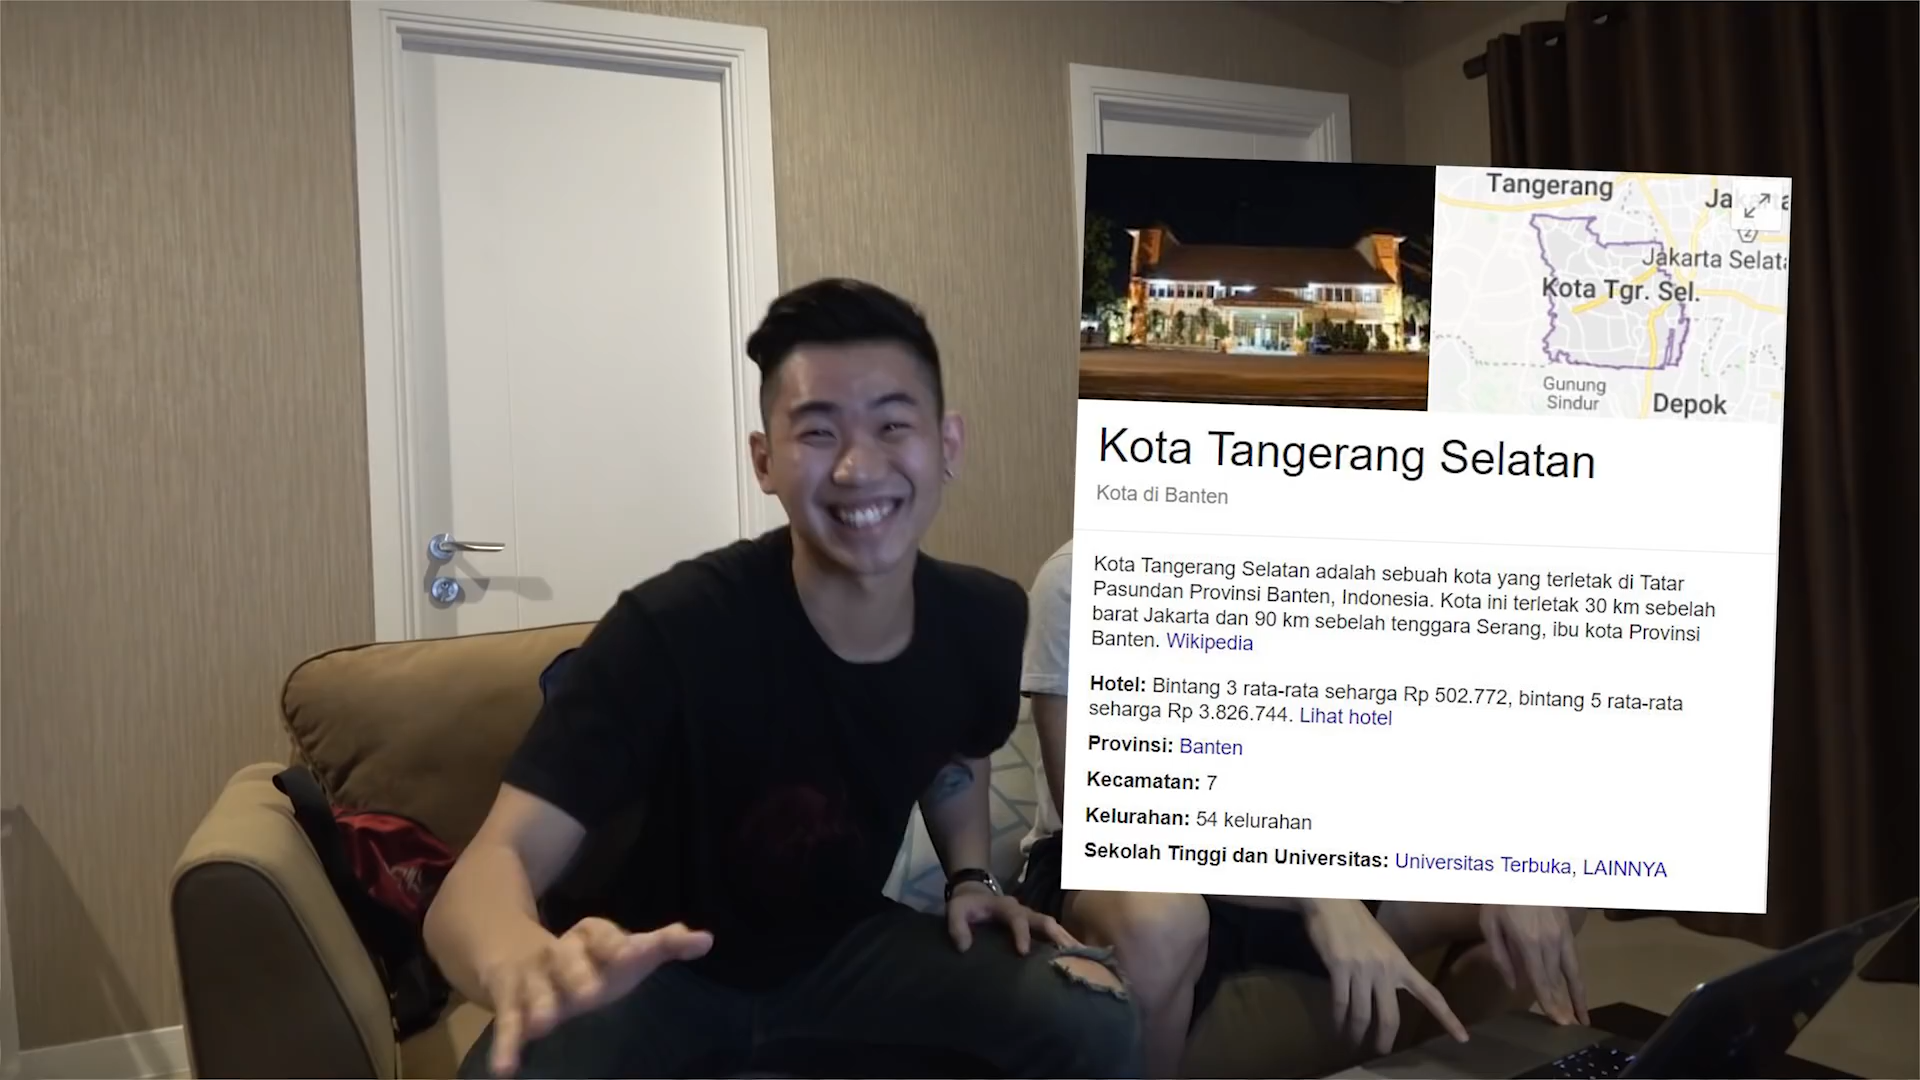 Tangerang
Jakarta Selat
Kota Tgr. Sel.
Gunung
Sindur
Depok
Kota Tangerang Selatan
Kota di Banten
Kota Tangerang Selatan adalah sebuah kota yang terletak di Tatar
Pasundan Provinsi Banten, Indonesia. Kota ini terletak 30 km sebelah
barat Jakarta dan 90 km sebelah tenggara Serang, ibu kota Provinsi
Banten. Wikipedia
Hotel: Bintang 3 rata-rata seharga Rp 502.772, bintang 5 rata-rata
seharga Rp 3.826.744. Lihat hotel
Provinsi: Banten
Kecamatan: 7
Kelurahan: 54 kelurahan
Sekolah Tinggi dan Universitas: Universitas Terbuka, LAINNYA